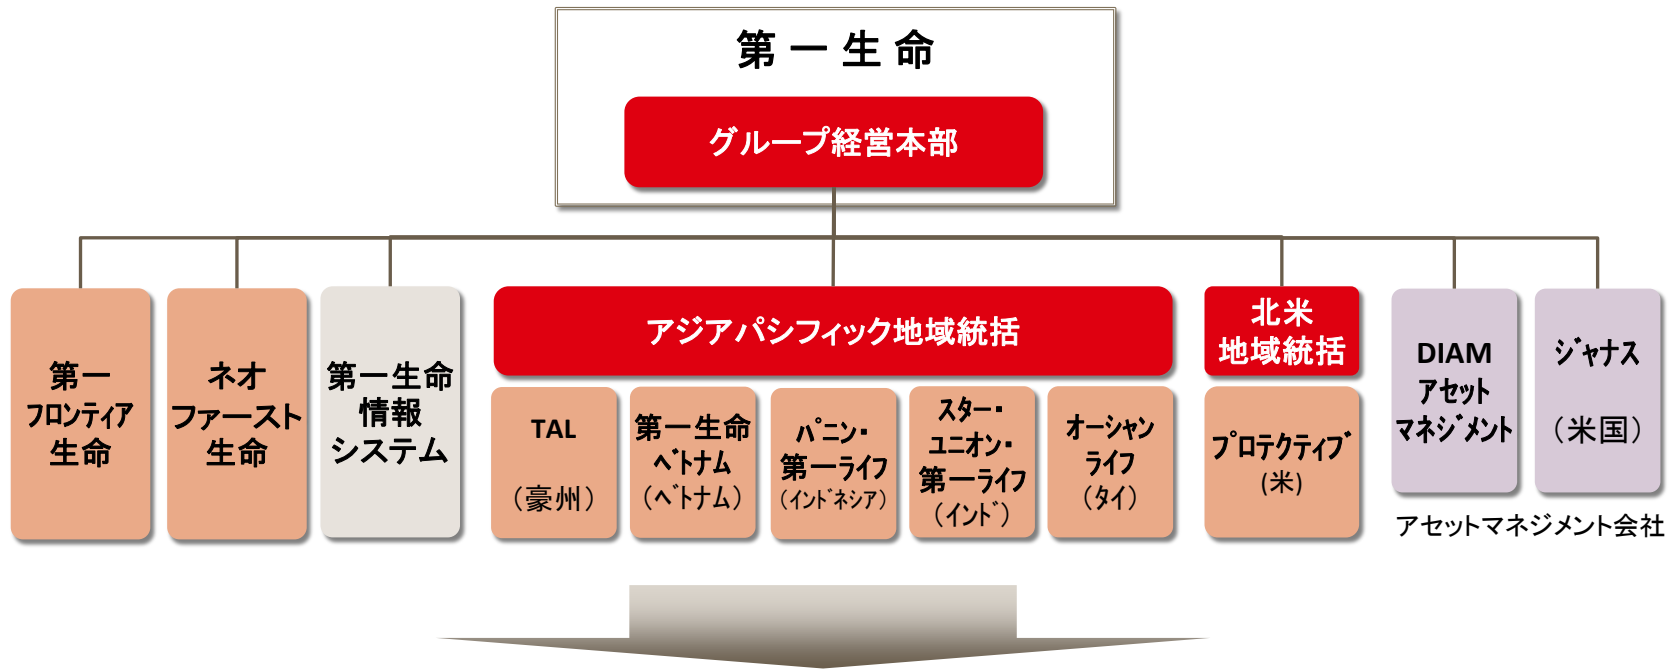 第一生命
グループ経営本部
第一
フロンティア
生命
ネオ
ファースト
生命
第一生命
情報
システム
アジアパシフィック地域統括
TAL
（豪州）
第一生命
ベトナム
（ベトナム）
パニン・
第一ライフ
（インドネシア）
スター・
ユニオン・
第一ライフ
（インド）
オーシャン
ライフ
（タイ）
北米
地域統括
プロテクティブ
(米)
DIAM
アセット
マネジメント
ジャナス
（米国）
アセットマネジメント会社